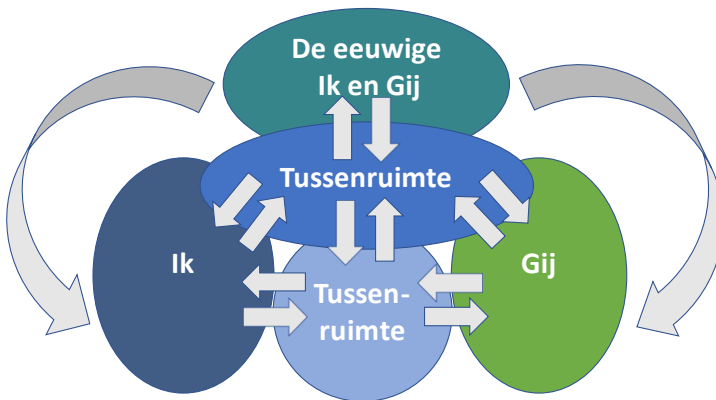 De eeuwige
Ik en Gij
Tussenruimte
Ik
Tussen-
ruimte
Gij